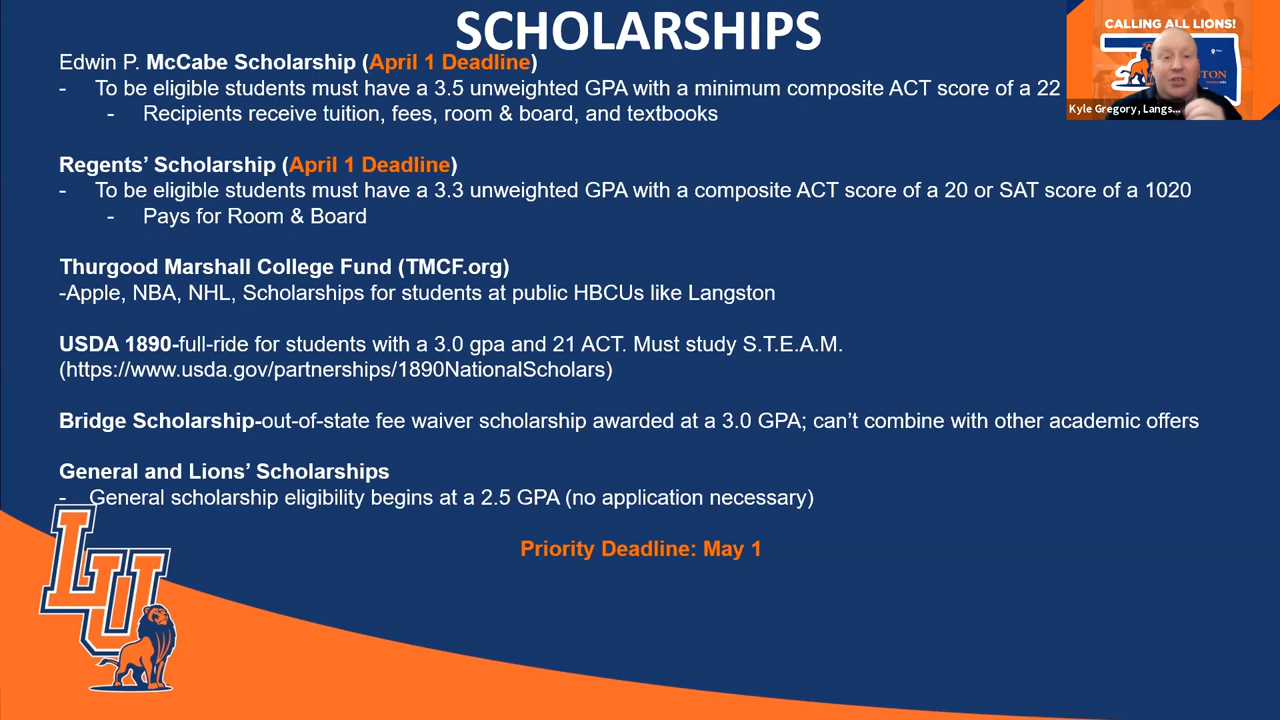 SCHOLARSHIPS
Edwin P. McCabe Scholarship (April 1 Deadline)
- To be eligible students must have a 3.5 unweighted GPA with a minimum composite ACT score of a 22
- Recipients receive tuition, fees, room & board, and textbooks
Regents’ Scholarship (April 1 Deadline)
- To be eligible students must have a 3.3 unweighted GPA with a composite ACT score of a 20 or SAT score of a 1020
- Pays for Room & Board
Thurgood Marshall College Fund (TMCF.org)
-Apple, NBA, NHL, Scholarships for students at public HBCUs like Langston
USDA 1890-full-ride for students with a 3.0 gpa and 21 ACT. Must study S.T.E.A.M.
(https://www.usda.gov/partnerships/1890NationalScholars)
Bridge Scholarship-out-of-state fee waiver scholarship awarded at a 3.0 GPA; can’t combine with other academic offers
General and Lions’ Scholarships
- General scholarship eligibility begins at a 2.5 GPA (no application necessary)
Priority Deadline: May 1
LU
CALLING ALL LIONS!
Kyle Gregory, Langs...